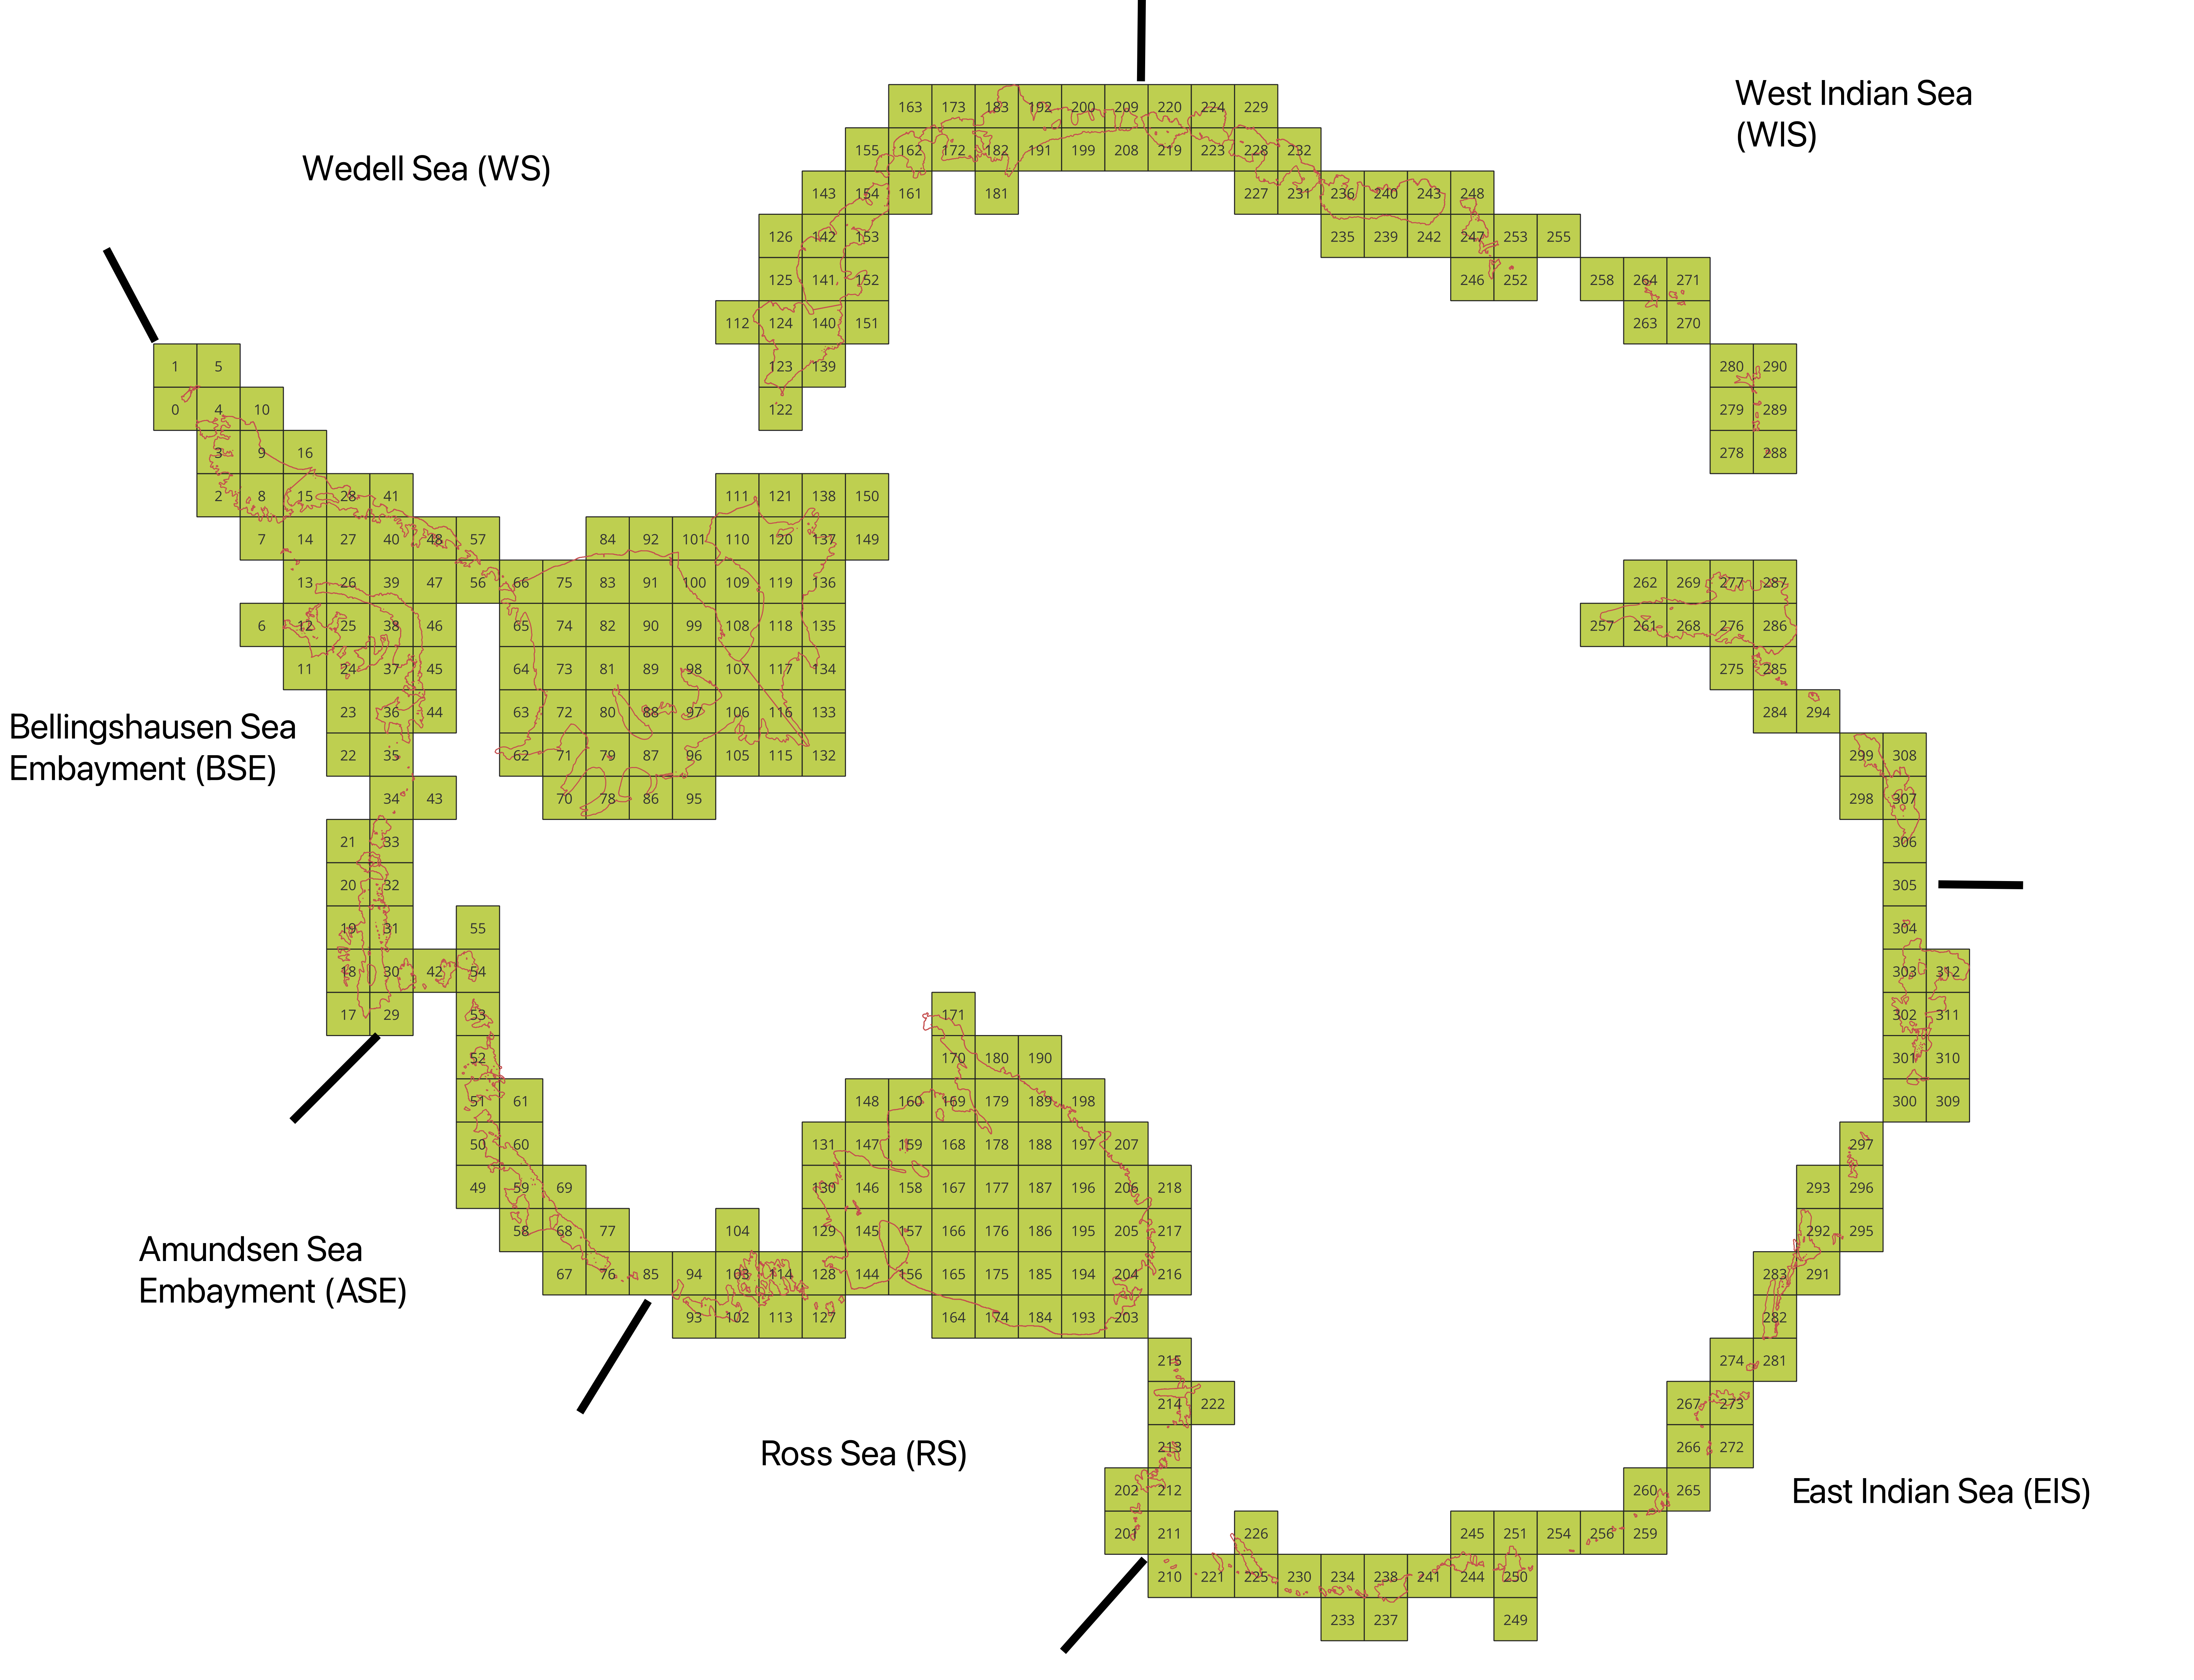 West Indian Sea
(WIS)
Wedell Sea (WS)
163 173 183 192 200 209 220 224 229
155 162 172 182 191 199 208 219 223 228 232
143 154 161 181 227 231 236 240 243 248
126 142 153 235 239 242 247 253 255
125 141 152 246 252 258 264 271
112 124 140 151 263 270
1 5 123 139 280 290
0 4 10 122 279 289
3 9 16 278 288
2 8 15 28 41 111 121 138 150
7 14 27 40 48 57 84 92 101 110 120 137 149
13 26 39 47 56 66 75 83 91 100 109 119 136 262 269 277 287
6 12 25 38 46 65 74 82 90 99 108 118 135 257 261 268 276 286
11 24 37 45 64 73 81 89 98 107 117 134 275 285
Bellingshausen Sea
Embayment (BSE)
23 36 44 63 72 80 88 97 106 116 133 284 294
22 35 62 71 79 87 96 105 115 132 299 308
34 43 70 78 86 95 298 307
21 33 306
20 32 305
19 31 55 304
18 30 42 54 303 312
17 29 53 171 302 311
52 170 180 190 301 310
51 61 148 160 169 179 189 198 300 309
50 60 131 147 159 168 178 188 197 207 297
49 59 69 130 146 158 167 177 187 196 206 218 293 296
58 68 77 104 129 145 157 166 176 186 195 205 217 292 295
Amundsen Sea
Embayment (ASE)
67 76 85 94 103 114 128 144 156 165 175 185 194 204 216 283 291
93 102 113 127 164 174 184 193 203 282
215 274 281
214 222 267 273
213 266 272
Ross Sea (RS)
202 212 260 265
East Indian Sea (EIS)
201 211 226 245 251 254 256 259
210 221 225 230 234 238 241 244 250
233 237 249